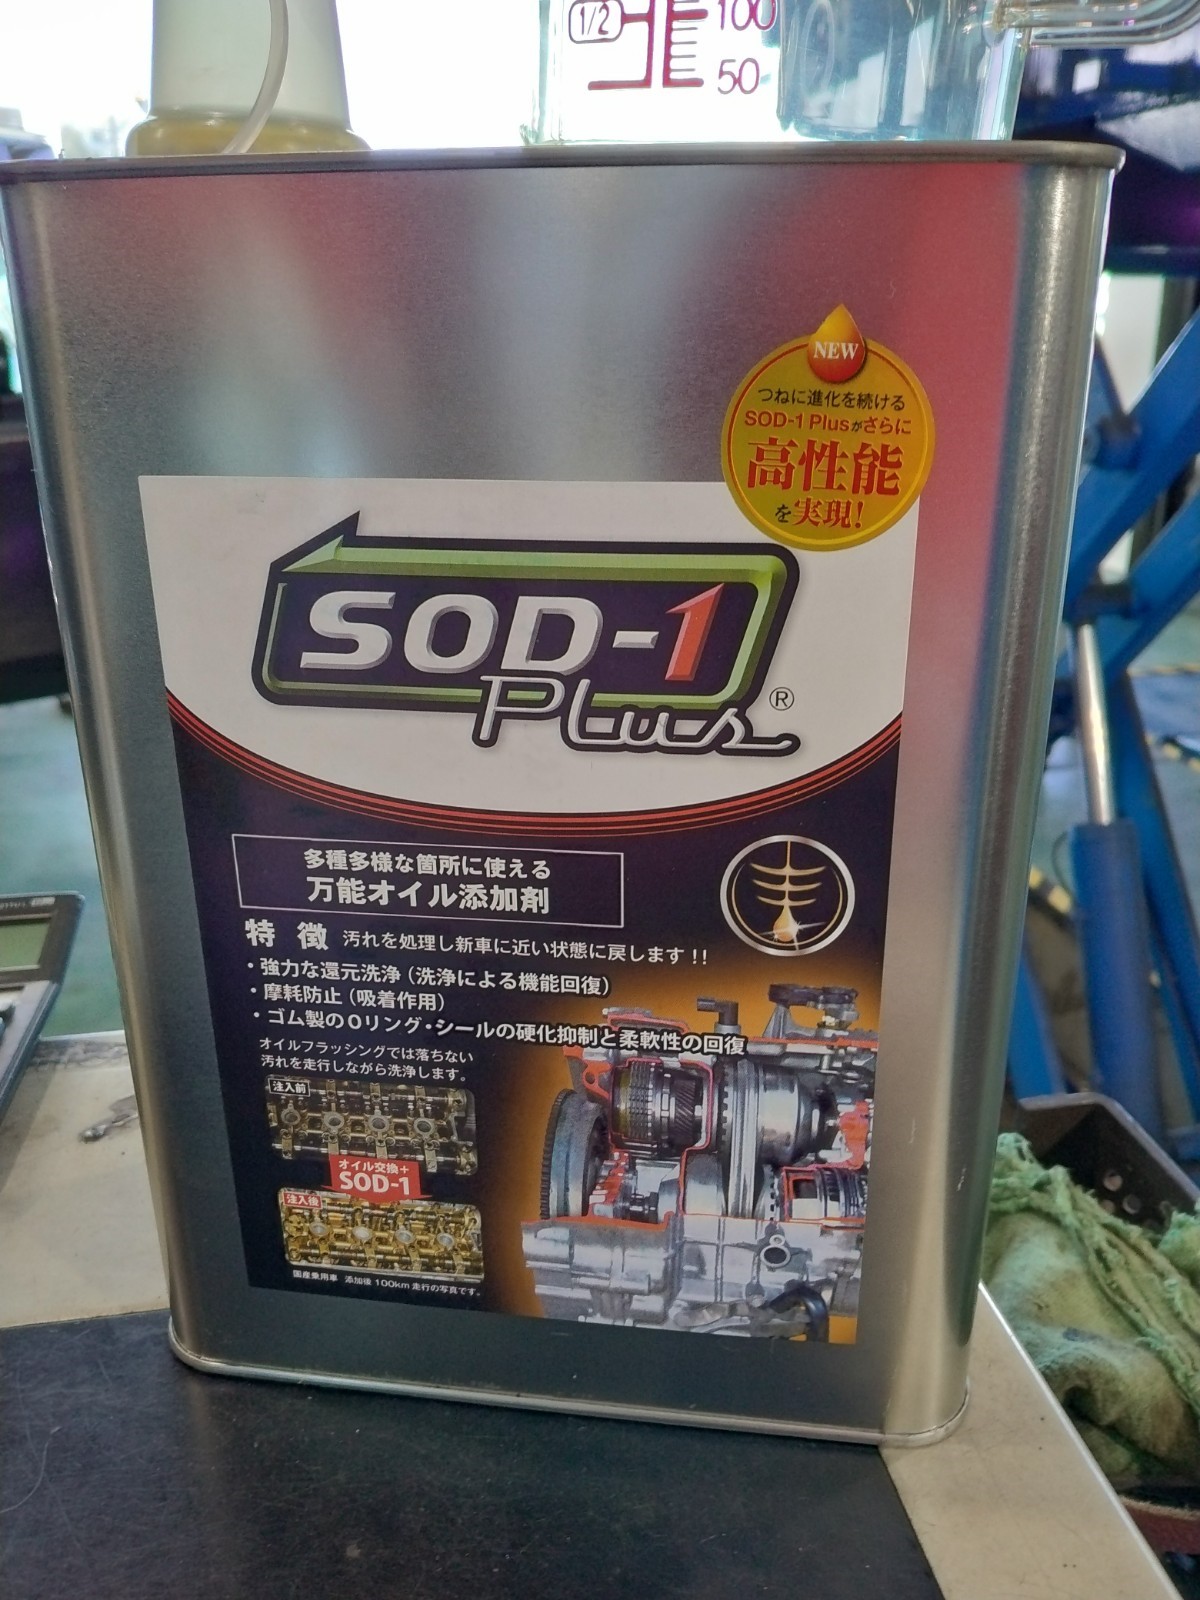 1/2
100
50
NEW
つねに進化を続ける
SOD-1 Plusがさらに
高性能
を実現!
SOD-1
Plus®
多種多様な箇所に使える
万能オイル添加剤
特 徴 汚れを処理し新車に近い状態に戻します!!
・強力な還元洗浄(洗浄による機能回復)
・摩耗防止(吸着作用)
・ゴム製のOリング・シールの硬化抑制と柔軟性の回復
オイルフラッシングでは落ちない
汚れを走行しながら洗浄します。
注入前
オイル交換+
SOD-1
注入後
国産乗用車 添加後100km走行の写真です。